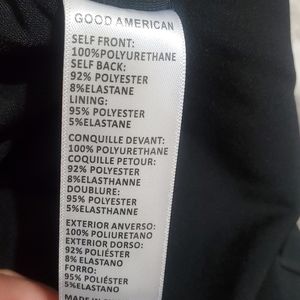 GOOD AMERICAN
SELF FRONT:
100%POLYURETHANE
SELF BACK:
92% POLYESTER
8%ELASTANE
LINING:
95% POLYESTER
5%ELASTANE
CONQUILLE DEVANT:
100% POLYURETHANE
COQUILLE PETOUR:
92% POLYESTER
8%ELASTHANNE
DOUBLURE:
95% POLYESTER
5%ELASTHANNE
EXTERIOR ANVERSO:
100% POLIURETANO
EXTERIOR DORSO:
92% POLIÉSTER
8% ELASTANO
FORRO:
95% POLIÉSTER
5%ELASTANO
MADE IN